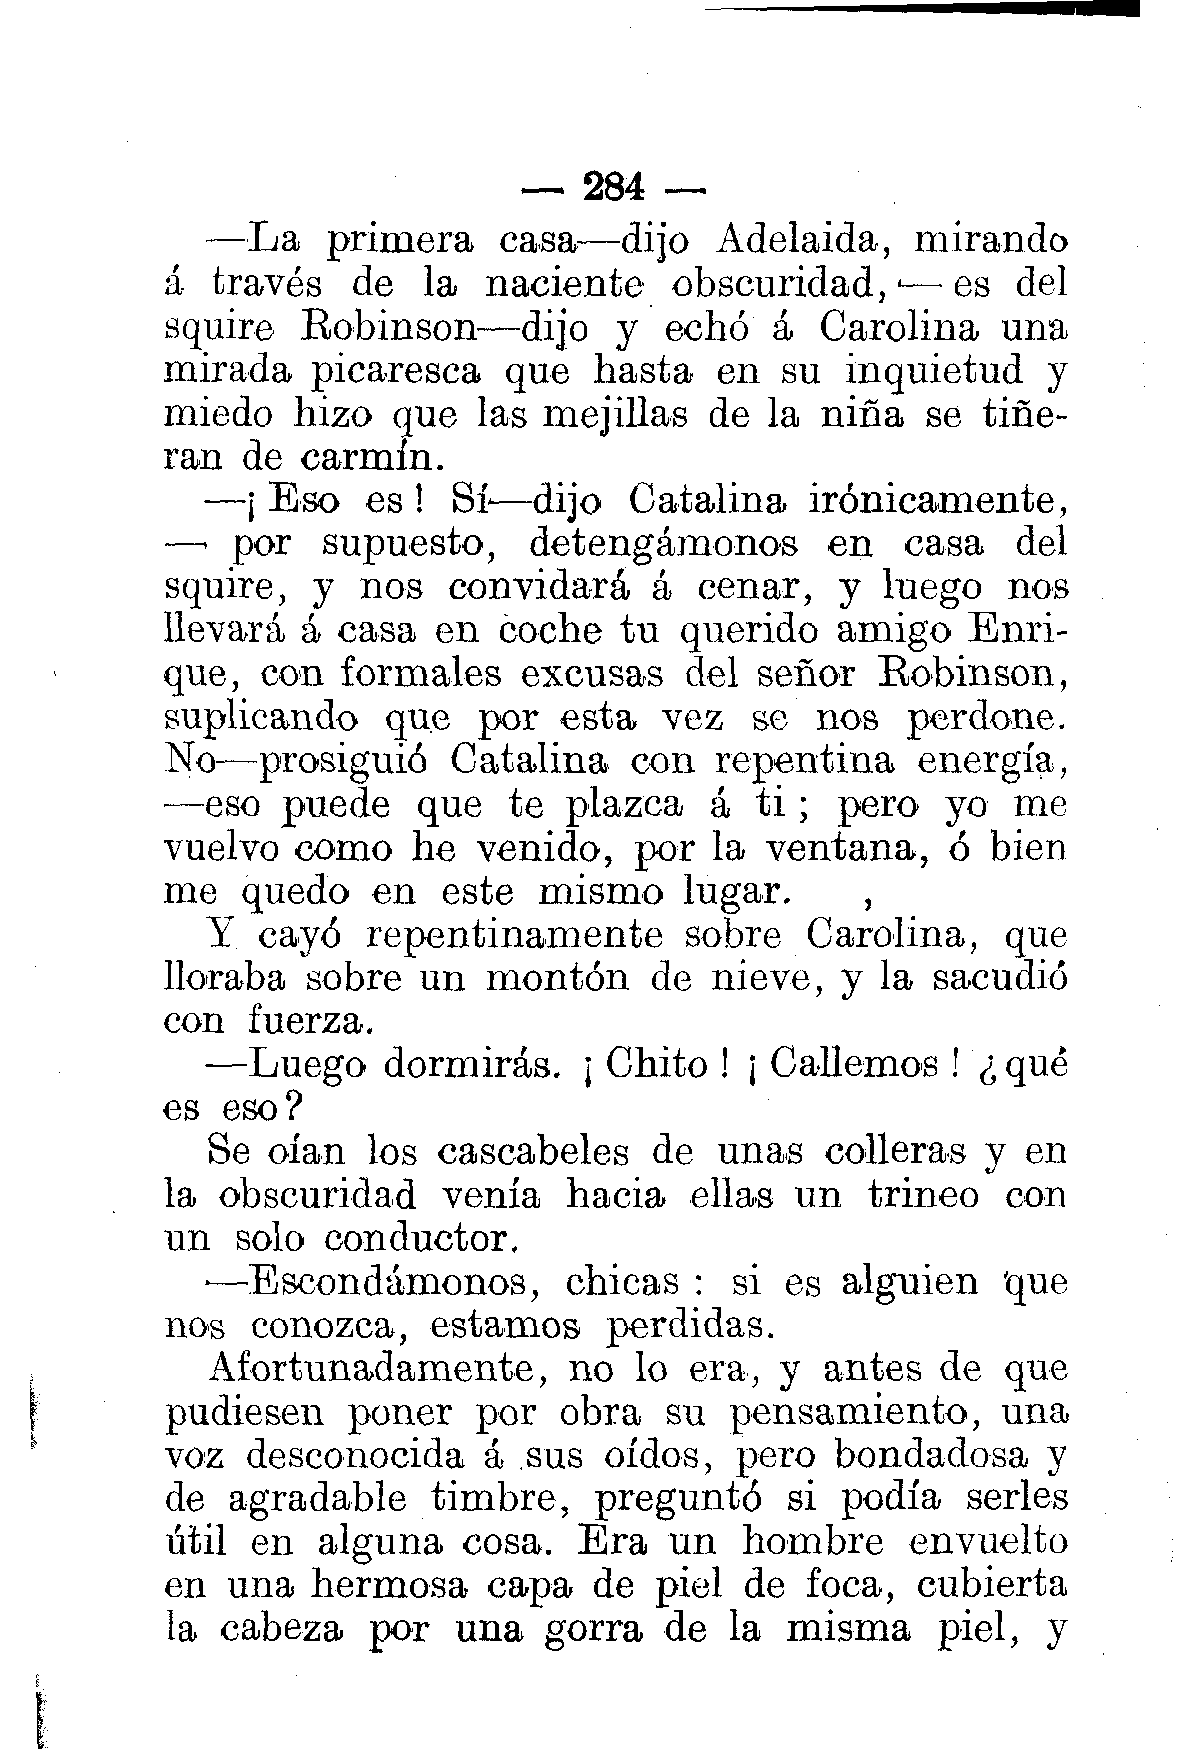 — 284 —
—La primera casa—dijo Adelaida, mirando
á través de la naciente obscuridad, — es del
squire Robinson—dijo y echó á Carolina una
mirada picaresca que hasta en su inquietud y
miedo hizo que las mejillas de la niña se tiñe-
ran de carmín.
—¡ Eso es ! Sí—dijo Catalina irónicamente,
— por supuesto, detengámonos en casa del
squire, y nos convidará á cenar, y luego nos
llevará á casa en coche tu querido amigo Enri-
que, con formales excusas del señor Robinson,
suplicando que por esta vez se nos perdone.
No—prosiguió Catalina con repentina energía,
—eso puede que te plazca á ti ; pero yo me
vuelvo como he venido, por la ventana, ó bien
me quedo en este mismo lugar.
Y cayó repentinamente sobre Carolina, que
lloraba sobre un montón de nieve, y la sacudió
con fuerza.
—Luego dormirás. ¡ Chito ! ¡ Callemos ! ¿qué
es eso?
Se oían los cascabeles de unas colleras y en
la obscuridad venía hacia ellas un trineo con
un solo conductor.
—Escondámonos, chicas : si es alguien que
nos conozca, estamos perdidas.
Afortunadamente, no lo era, y antes de que
pudiesen poner por obra su pensamiento, una
voz desconocida á sus oídos, pero bondadosa y
de agradable timbre, preguntó si podía serles
útil en alguna cosa. Era un hombre envuelto
en una hermosa capa de piel de foca, cubierta
la cabeza por una gorra de la misma piel, y